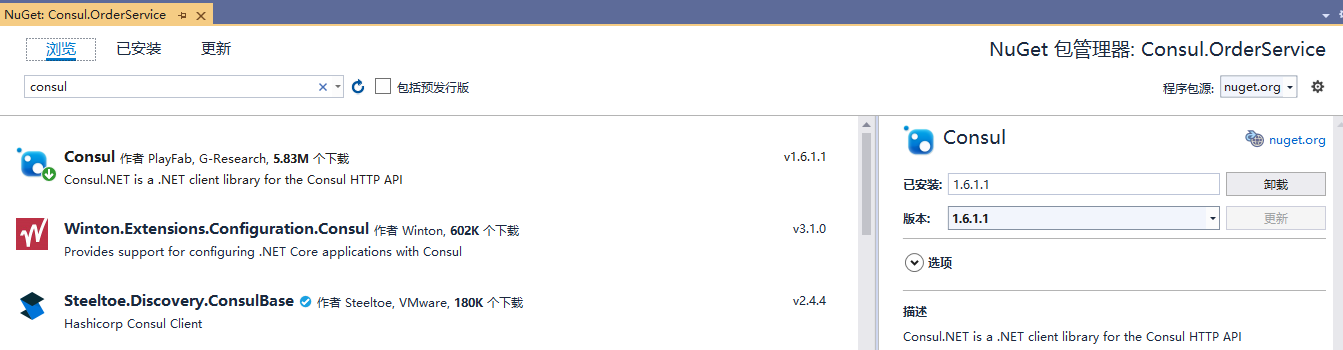 NuGet: Consul.OrderService
浏览 已安装 更新
NuGet 包管理器: Consul.OrderService
consul
包括预发行版
程序包源: nuget.org
Consul 作者 PlayFab, G-Research, 5.83M 个下载
v1.6.1.1
Consul.NET is a .NET client library for the Consul HTTP API
Winton.Extensions.Configuration.Consul 作者 Winton, 602K 个下载
v3.1.0
Provides support for configuring .NET Core applications with Consul
Steeltoe.Discovery.ConsulBase 作者 Steeltoe, VMware, 180K 个下载
v2.4.4
Hashicorp Consul Client
Consul
nuget.org
已安装: 1.6.1.1 卸载
版本: 1.6.1.1 更新
选项
描述
Consul.NET is a .NET client library for the Consul HTTP API